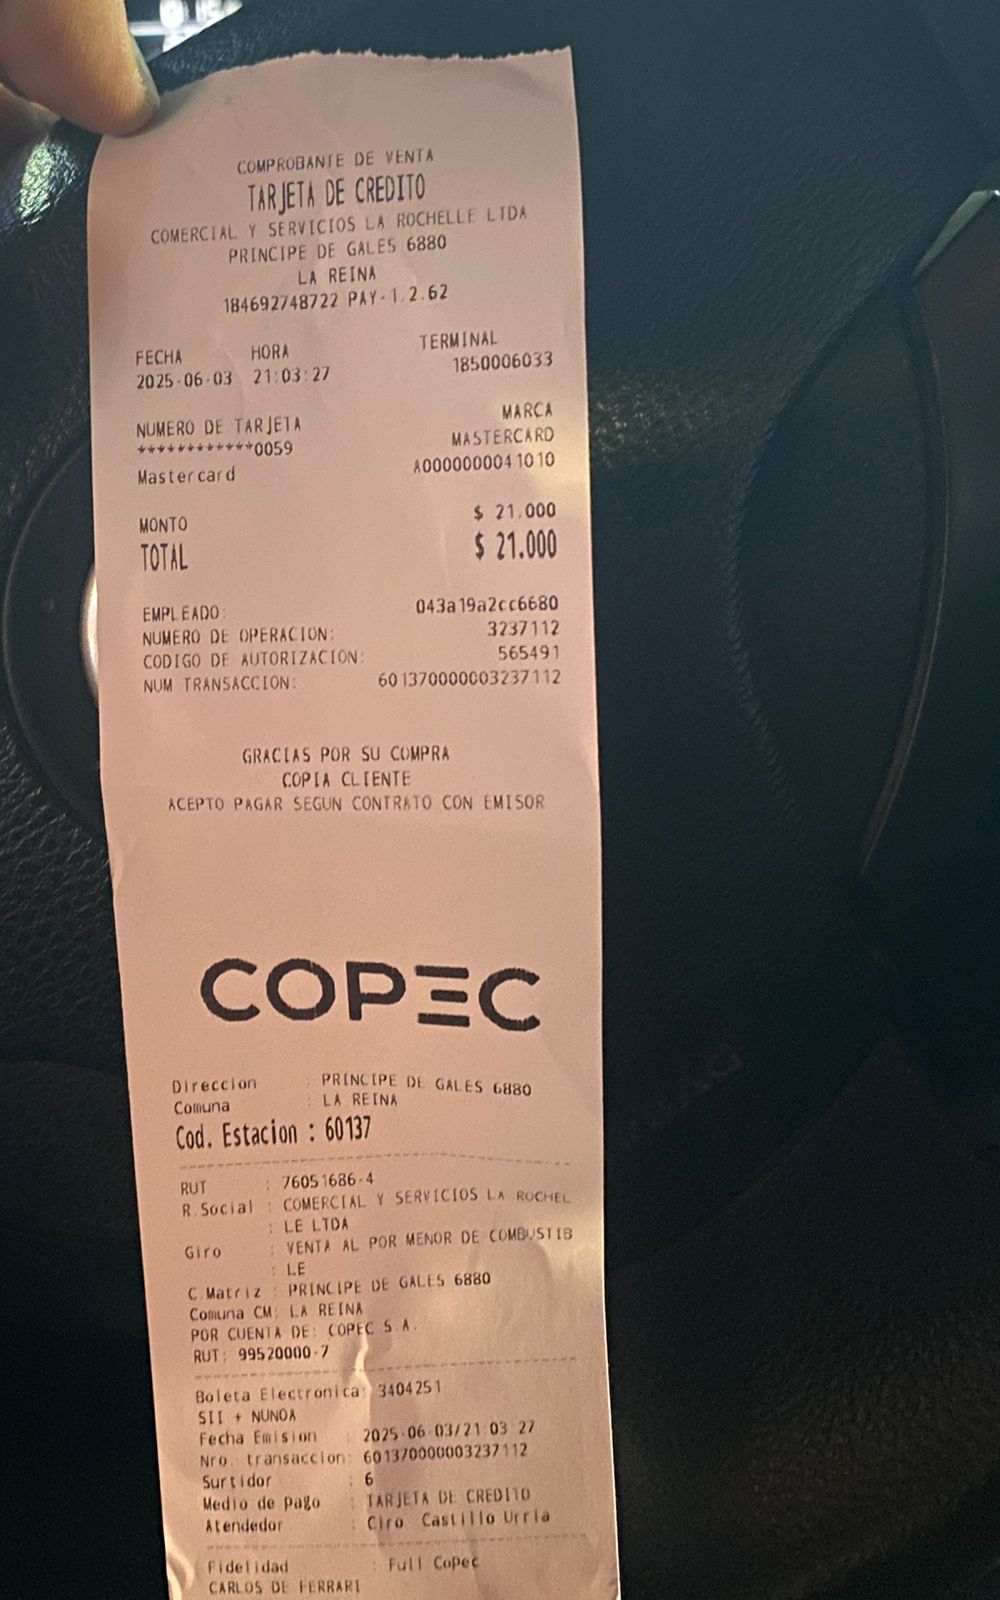 COMPROBANTE DE VENTA
TARJETA DE CREDITO
COMERCIAL Y SERVICIOS LA ROCHELLE LTDA
PRINCIPE DE GALES 6880
LA REINA
184692748722 PAY-1.2.62
FECHA HORA TERMINAL
2025-06-03 21:03:27 1850006033
NUMERO DE TARJETA MARCA
************0059 MASTERCARD
Mastercard A0000000041010
MONTO $ 21.000
TOTAL $ 21.000
EMPLEADO: 043a19a2cc6680
NUMERO DE OPERACION: 3237112
CODIGO DE AUTORIZACION: 565491
NUM TRANSACCION: 601370000003237112
GRACIAS POR SU COMPRA
COPIA CLIENTE
ACEPTO PAGAR SEGUN CONTRATO CON EMISOR
COPEC
Direccion : PRINCIPE DE GALES 6880
Comuna : LA REINA
Cod. Estacion : 60137
RUT : 76051686-4
R.Social : COMERCIAL Y SERVICIOS LA ROCHEL
: LE LTDA
Giro : VENTA AL POR MENOR DE COMBUSTIB
: LE
C.Matriz : PRINCIPE DE GALES 6880
Comuna CM: LA REINA
POR CUENTA DE: COPEC S.A.
RUT: 99520000-7
Boleta Electronica: 3404251
SII + NUNOA
Fecha Emision : 2025-06-03/21:03:27
Nro. transaccion: 601370000003237112
Surtidor : 6
Medio de Pago : TARJETA DE CREDITO
Atendedor : Ciro Castillo Urria
Fidelidad : Full Copec
CARLOS DE FERRARI